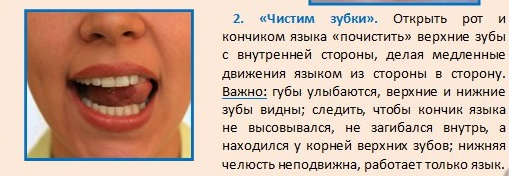 2. «Чистим зубки». Открыть рот и
кончиком языка «почистить» верхние зубы
с внутренней стороны, делая медленные
движения языком из стороны в сторону.
Важно: губы улыбаются, верхние и нижние
зубы видны; следить, чтобы кончик языка
не высовывался, не загибался внутрь, а
находился у корней верхних зубов; нижняя
челюсть неподвижна, работает только язык.